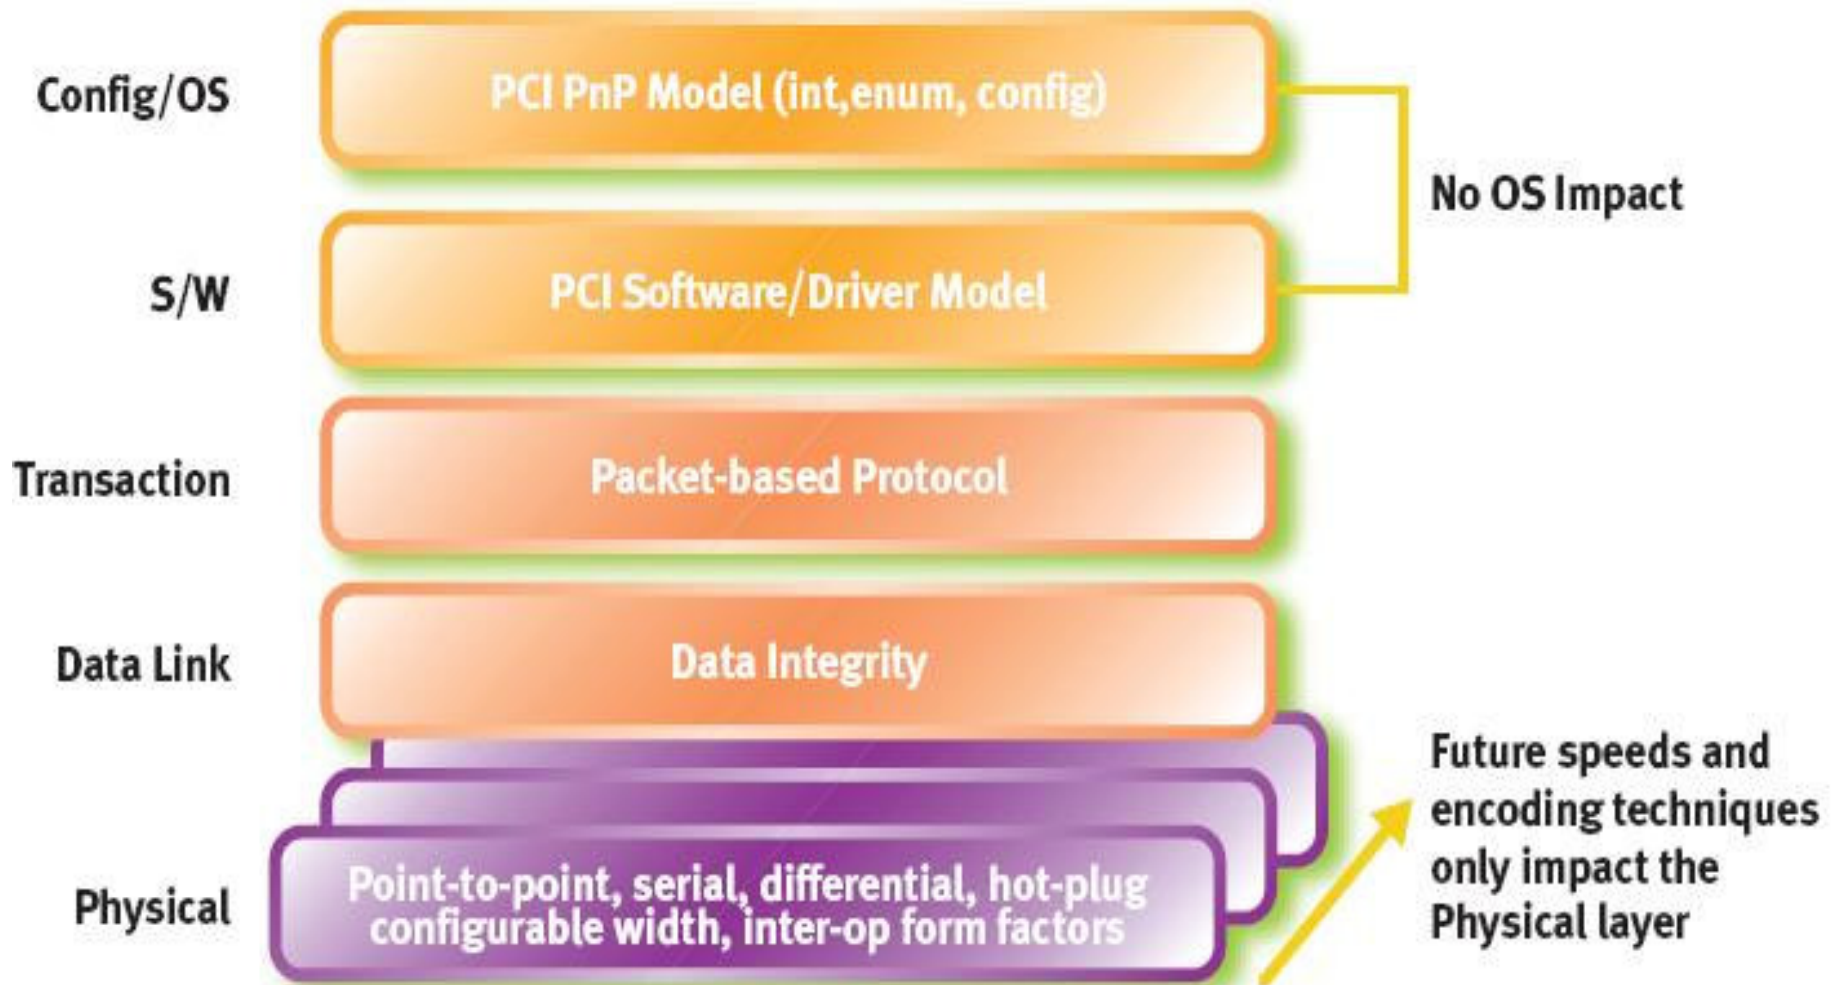 Config/OS
PCI PnP Model (int,enum, config)
No OS Impact
S/W
PCI Software/Driver Model
Transaction
Packet-based Protocol
Data Link
Data Integrity
Future speeds and
encoding techniques
only impact the
Physical layer
Physical
Point-to-point, serial, differential, hot-plug
configurable width, inter-op form factors